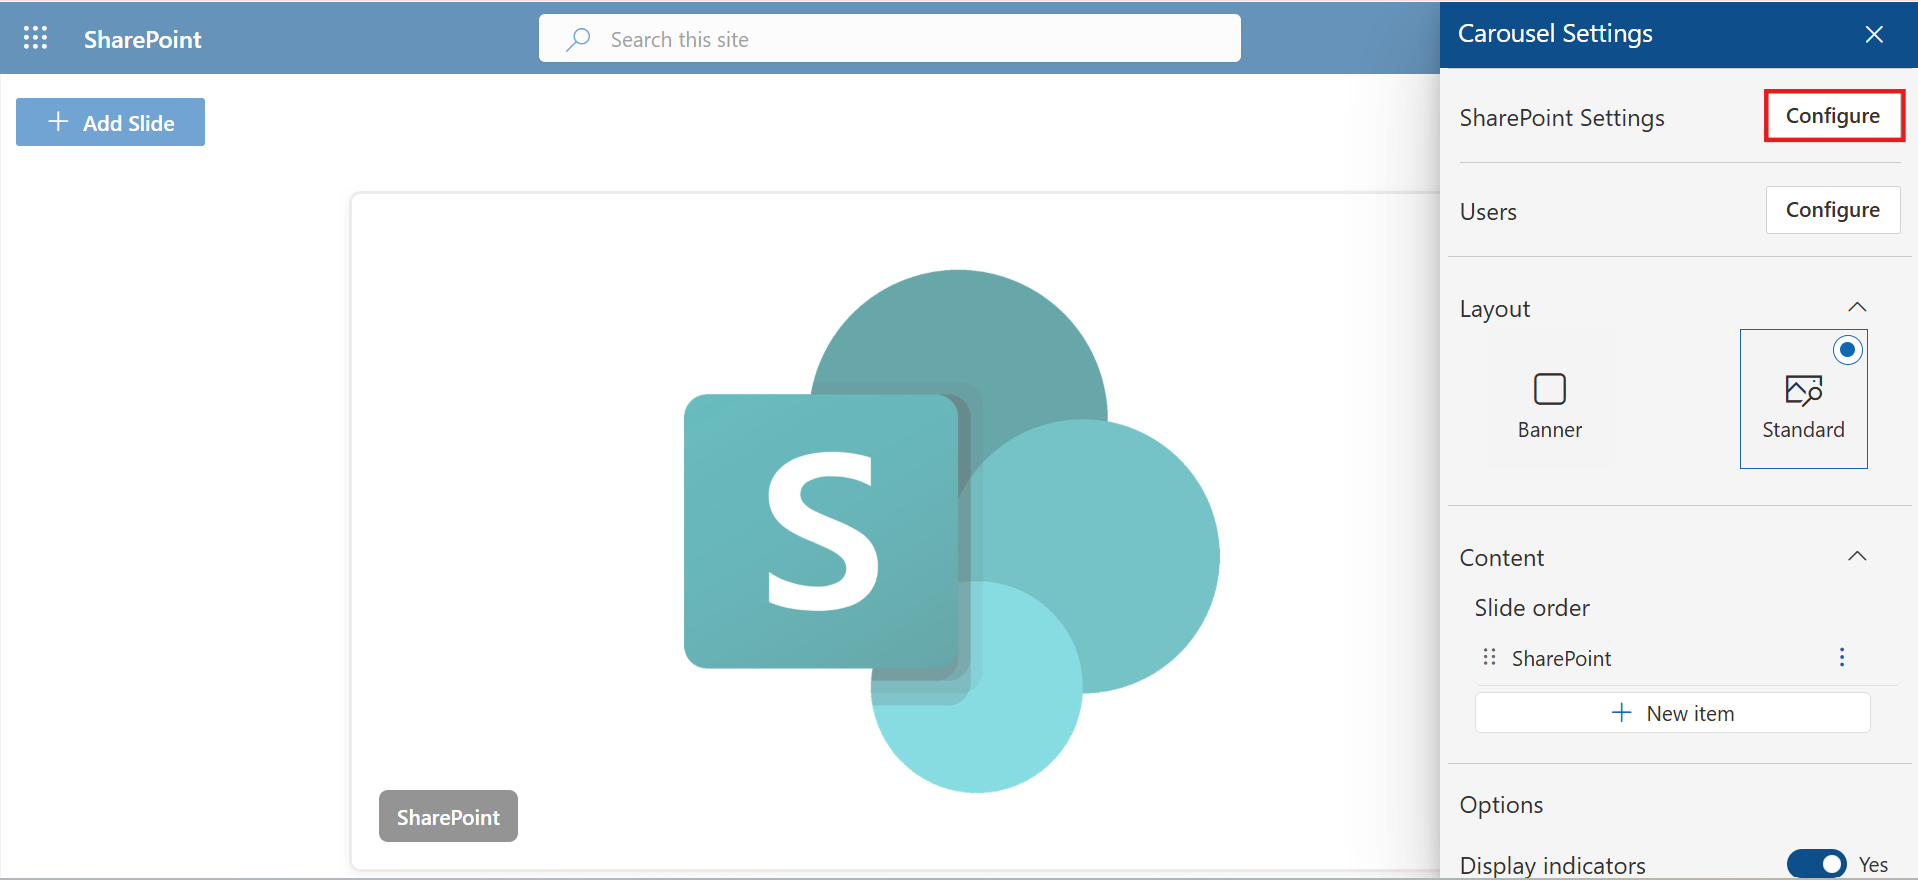 SharePoint
Search this site
Carousel Settings
Add Slide
SharePoint Settings
Configure
Users
Configure
Layout
Banner
Standard
S
Content
Slide order
SharePoint
New item
SharePoint
Options
Display indicators
Yes